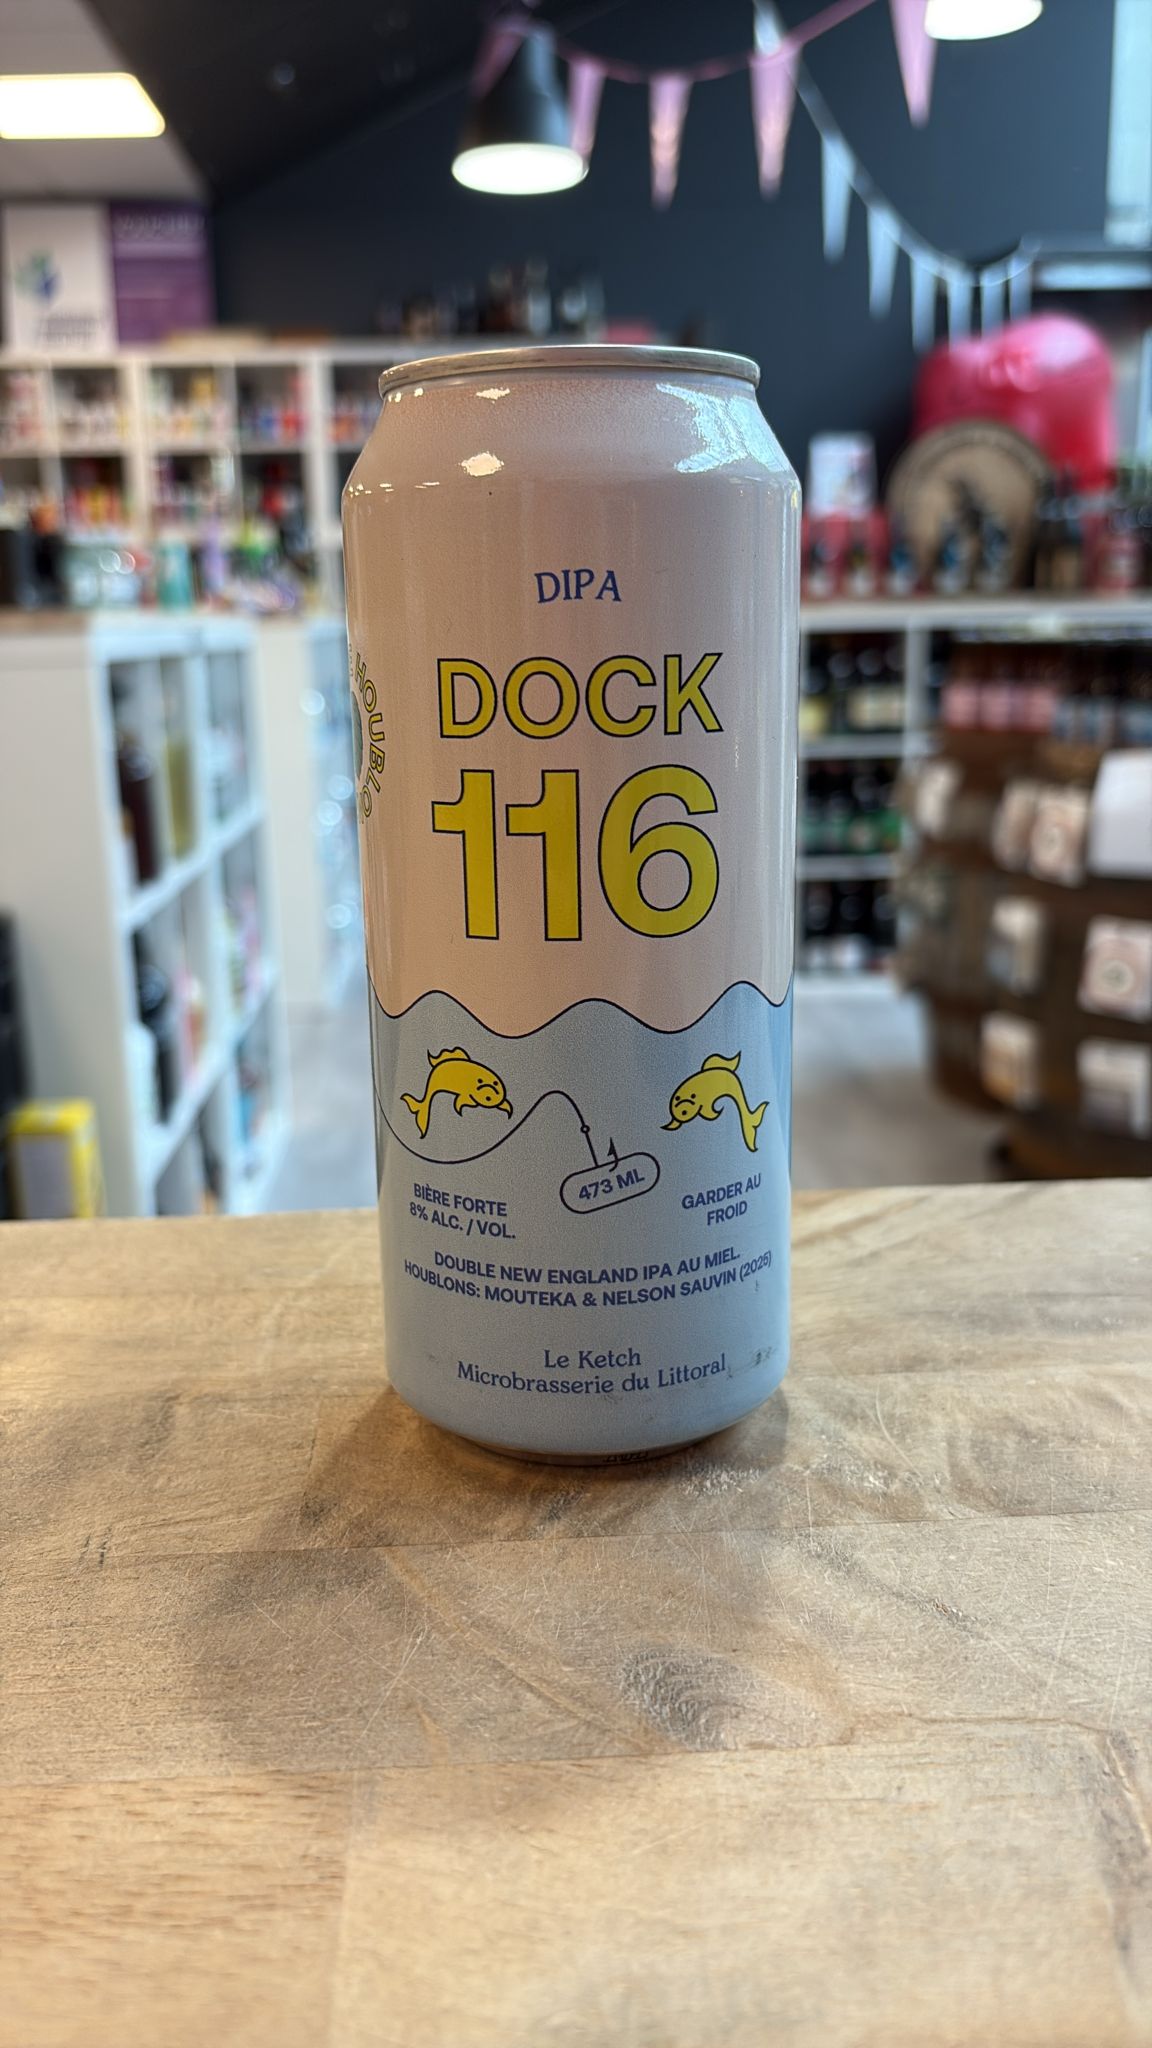 DIPA
DOCK
116
HOUBLO
473 ML
BIÈRE FORTE
8% ALC. / VOL.
GARDER AU
FROID
DOUBLE NEW ENGLAND IPA AU MIEL.
HOUBLONS: MOUTEKA & NELSON SAUVIN (2025)
Le Ketch
Microbrasserie du Littoral